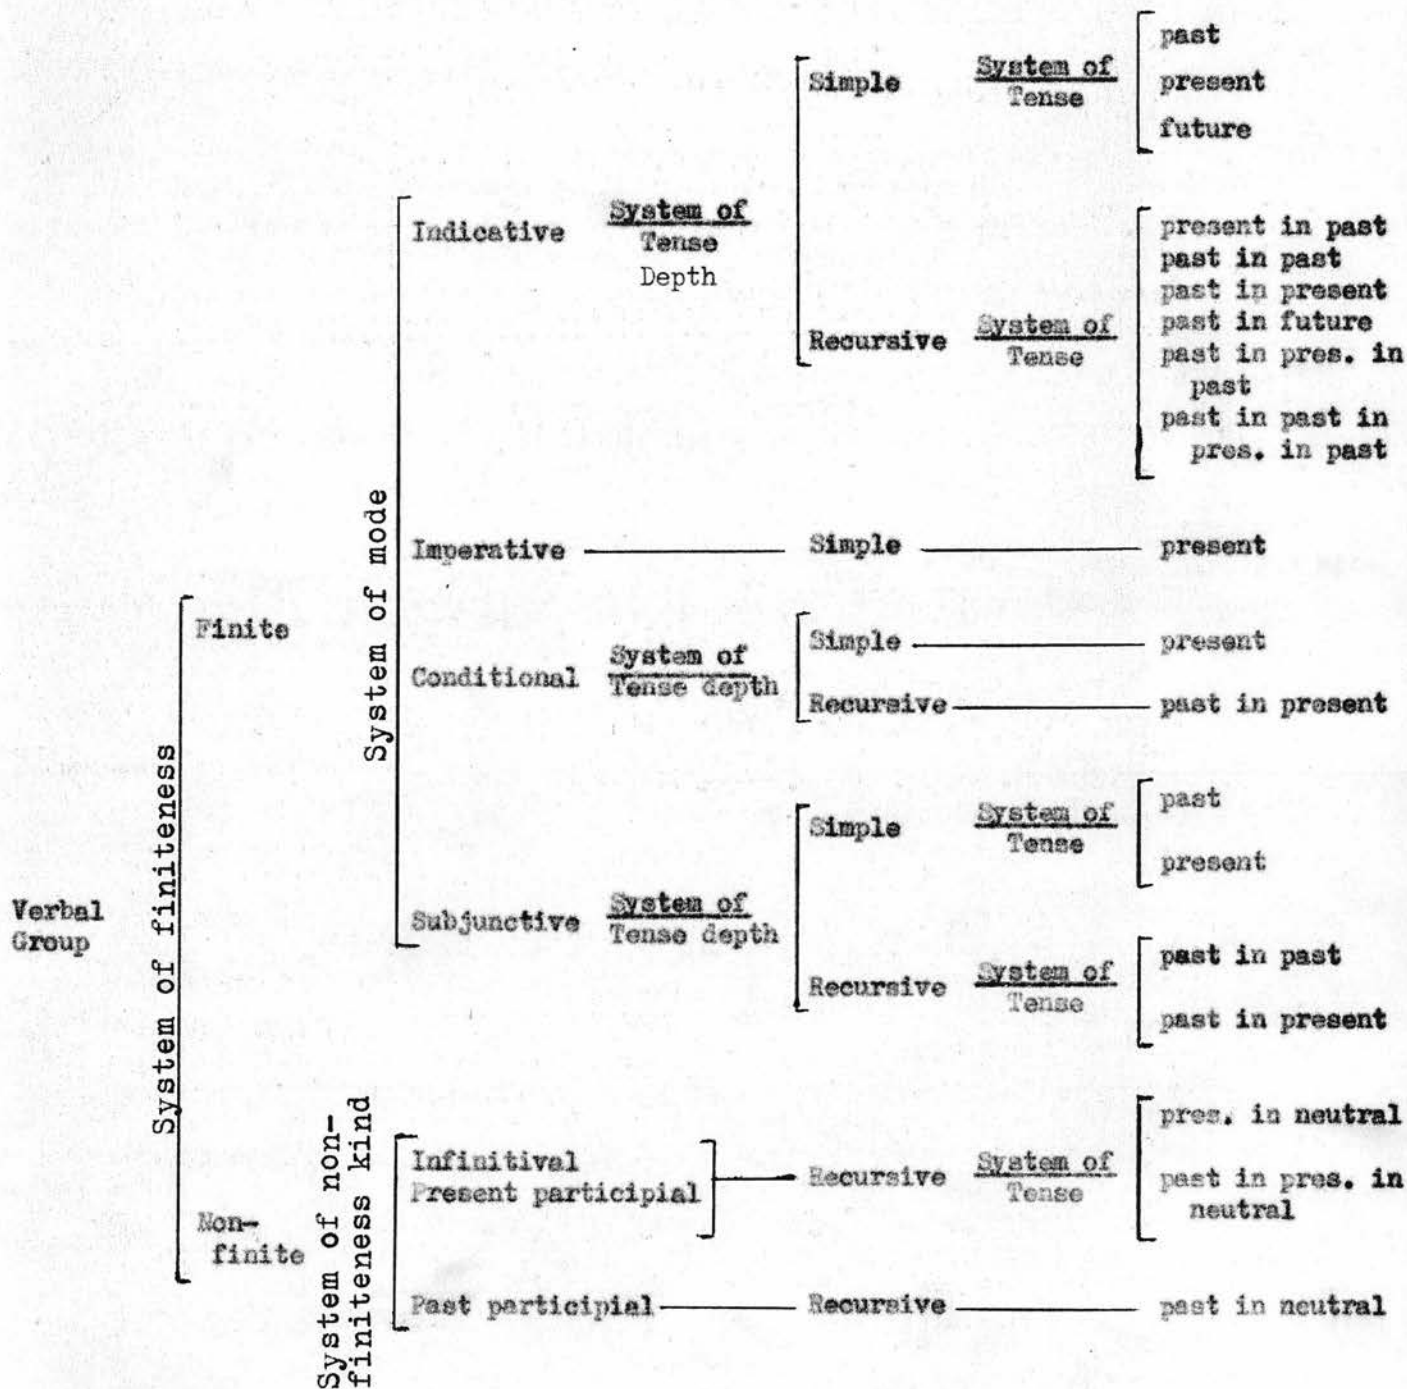 past
Simple System of present
Tense
future
Indicative System of
Tense
Depth
present in past
past in past
past in present
Recursive System of past in future
Tense past in pres. in
past
past in past in
pres. in past
System of mode
Imperative Simple present
Finite
Conditional System of Simple present
Tense depth
Recursive past in present
System of finiteness
Simple System of past
Tense
present
Verbal
Group
Subjunctive System of
Tense depth
Recursive System of past in past
Tense
past in present
System of non-
finiteness kind
Non-
finite
Infinitival
Present participial Recursive System of pres. in neutral
Tense
past in pres. in
neutral
Past participial Recursive past in neutral